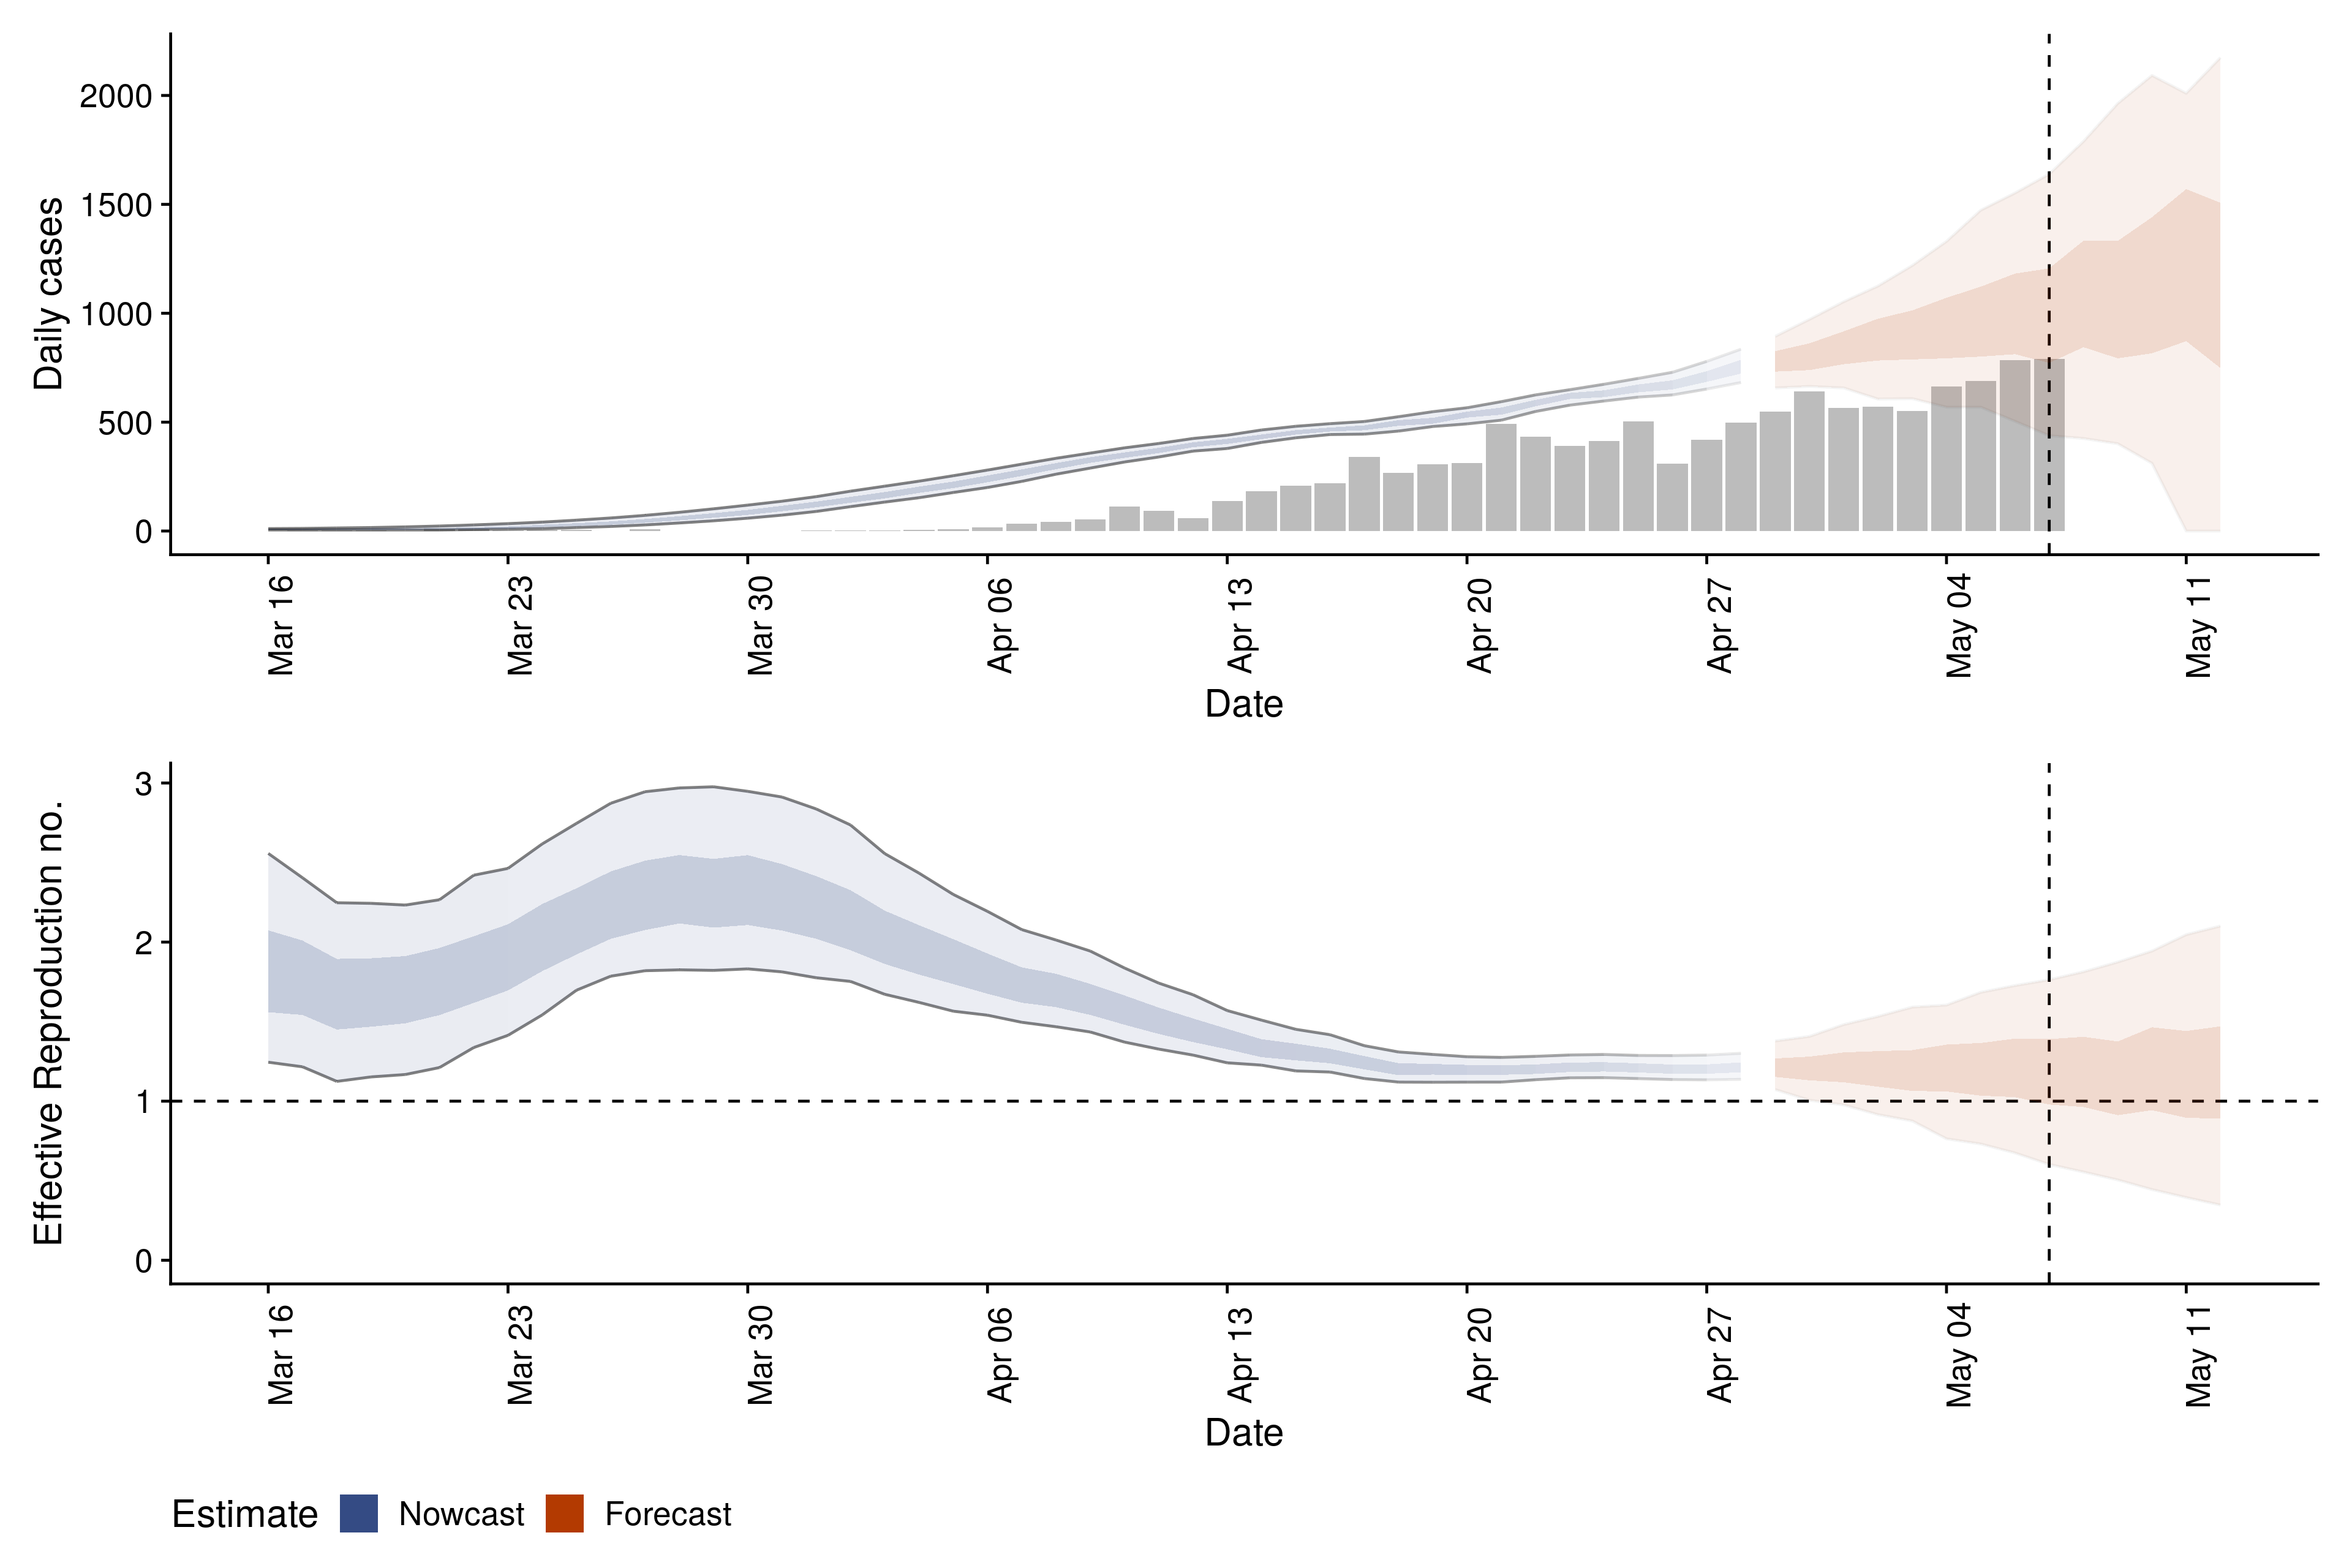 Daily cases
2000
1500
1000
500
0
Mar 16
Mar 23
Mar 30
Apr 06
Apr 13
Apr 20
Apr 27
May 04
May 11
Date
Effective Reproduction no.
3
2
1
0
Mar 16
Mar 23
Mar 30
Apr 06
Apr 13
Apr 20
Apr 27
May 04
May 11
Date
Estimate Nowcast Forecast